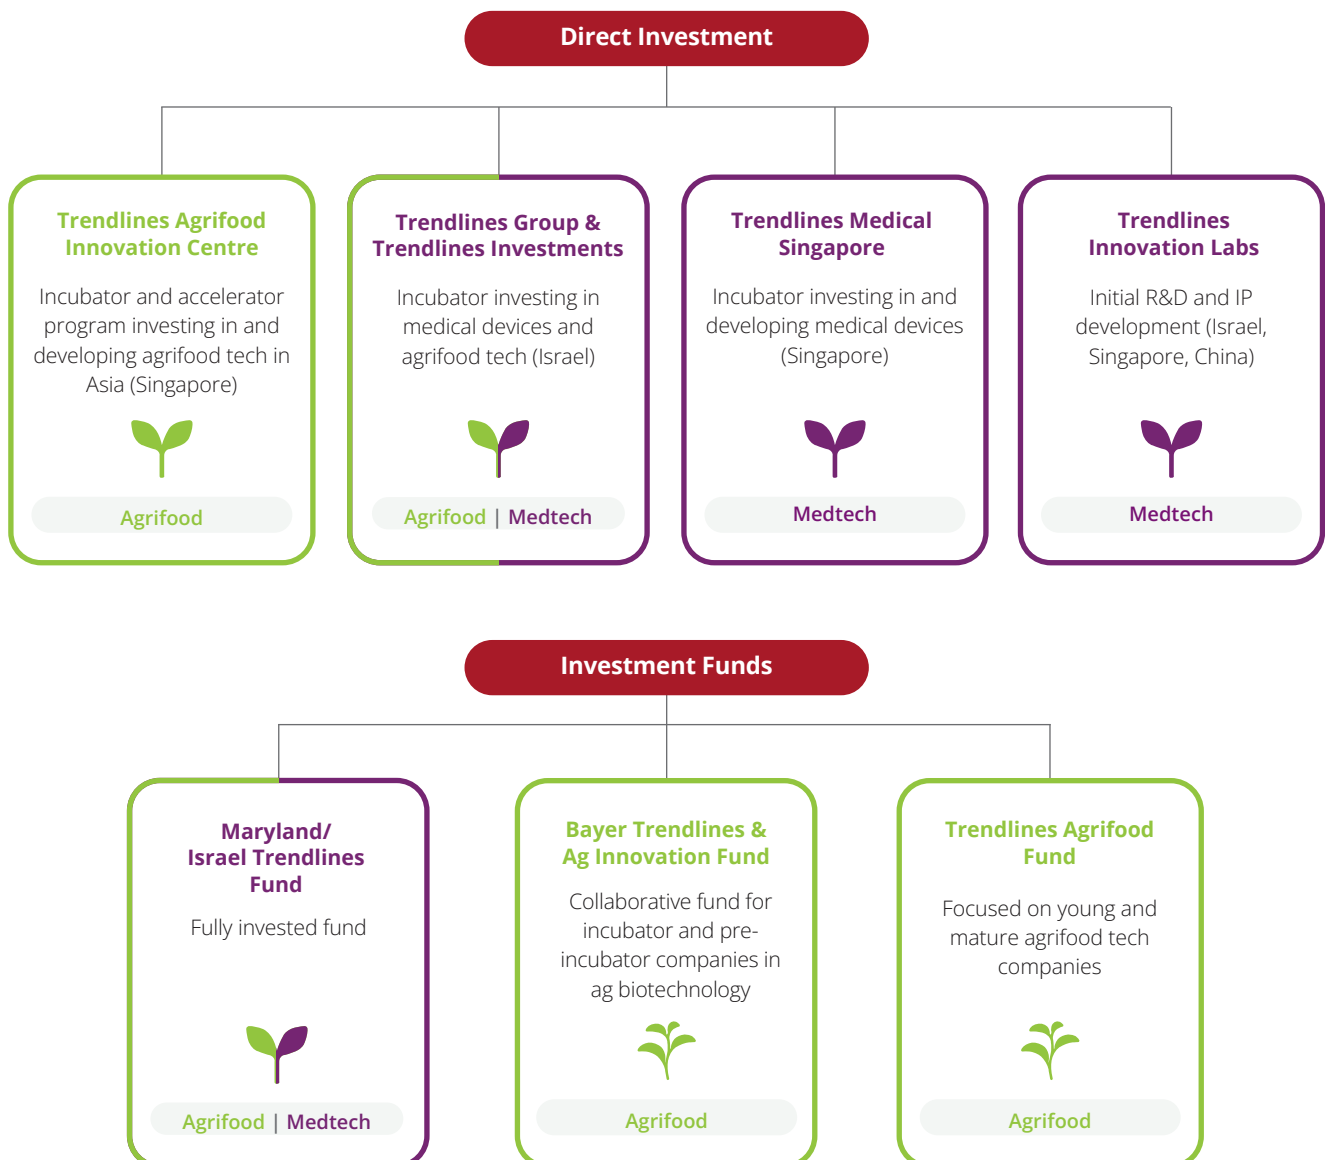 Direct Investment
Trendlines Agrifood
Innovation Centre
Incubator and accelerator
program investing in and
developing agrifood tech in
Asia (Singapore)
Agrifood
Trendlines Group &
Trendlines Investments
Incubator investing in
medical devices and
agrifood tech (Israel)
Agrifood | Medtech
Trendlines Medical
Singapore
Incubator investing in and
developing medical devices
(Singapore)
Medtech
Trendlines
Innovation Labs
Initial R&D and IP
development (Israel,
Singapore, China)
Medtech
Investment Funds
Maryland/
Israel Trendlines
Fund
Fully invested fund
Agrifood | Medtech
Bayer Trendlines &
Ag Innovation Fund
Collaborative fund for
incubator and pre-
incubator companies in
ag biotechnology
Agrifood
Trendlines Agrifood
Fund
Focused on young and
mature agrifood tech
companies
Agrifood